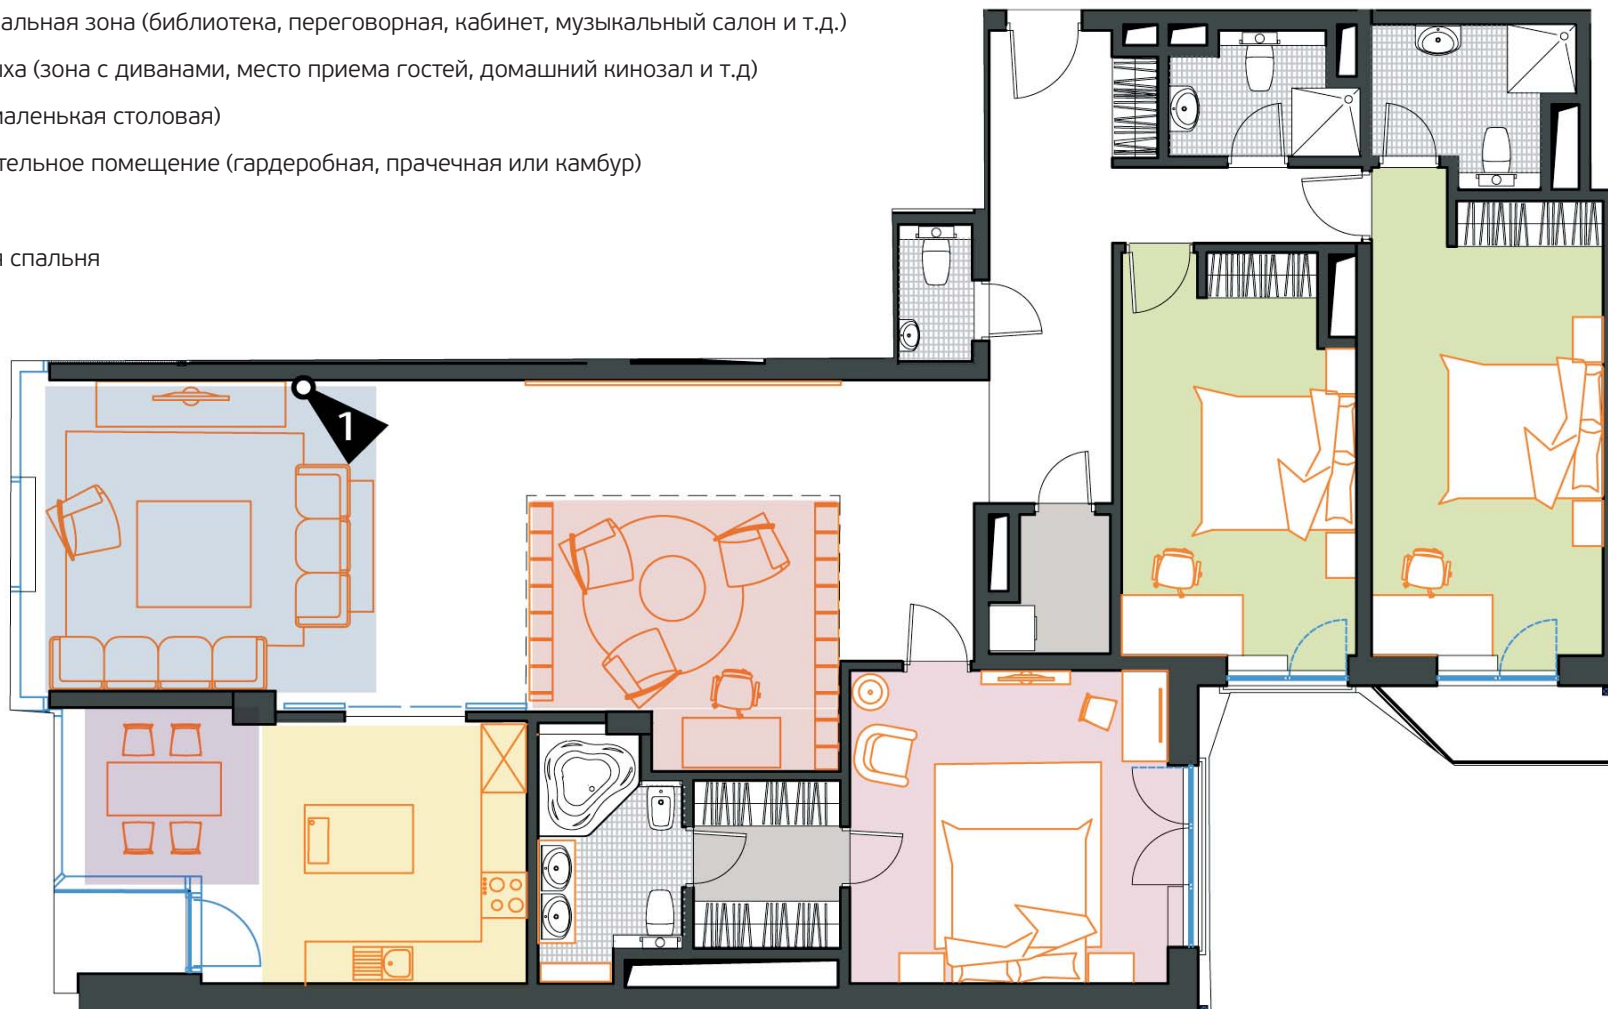 альная зона (библиотека, переговорная, кабинет, музыкальный салон и т.д.)
ха (зона с диванами, место приема гостей, домашний кинозал и т.д)
маленькая столовая)
тельное помещение (гардеробная, прачечная или камбур)
я спальня
1